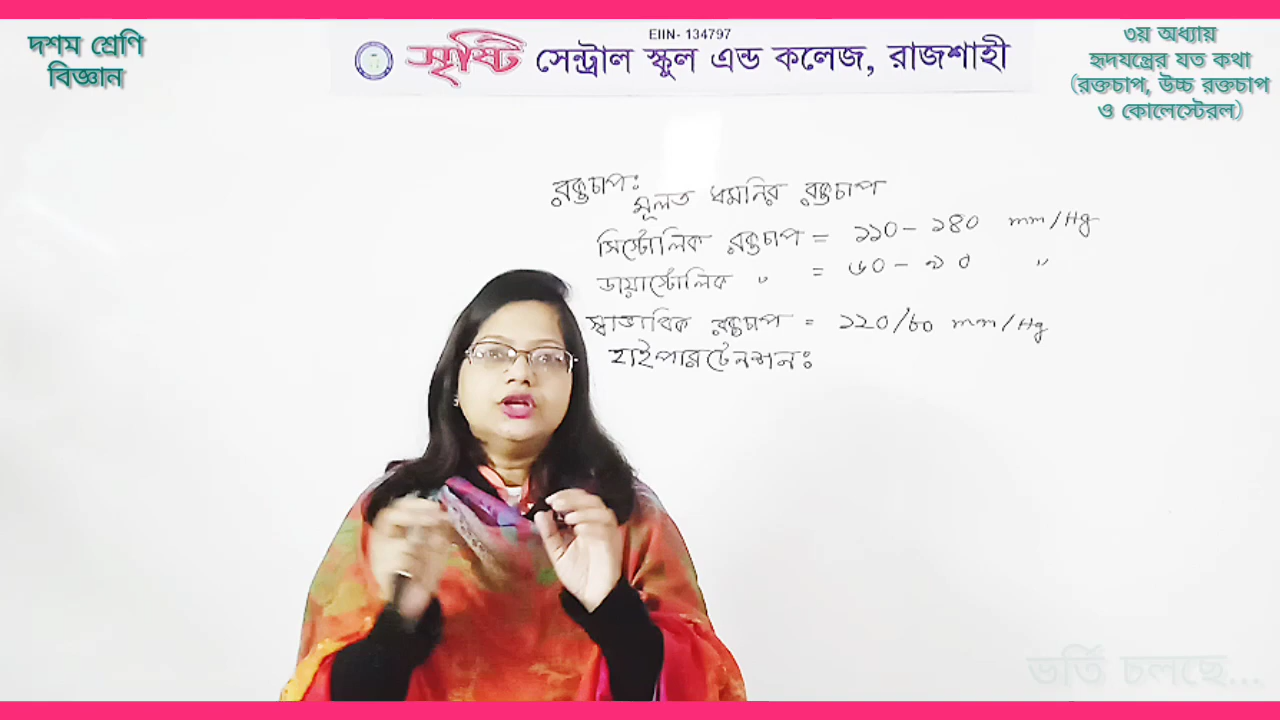 দশম শ্রেণি
বিজ্ঞান
EIIN- 134797
সৃষ্টি সেন্ট্রাল স্কুল এন্ড কলেজ, রাজশাহী
৩য় অধ্যায়
হৃদযন্ত্রের যত কথা
(রক্তচাপ, উচ্চ রক্তচাপ
ও কোলেস্টেরল)
রক্তচাপঃ
মূলত ধমনির রক্তচাপ
সিস্টোলিক রক্তচাপ = ১১০ - ১৪০ mm/Hg
ডায়াস্টোলিক " = ৬০ - ৯০ "
স্বাভাবিক রক্তচাপ = ১২০/৮০ mm/Hg
হাইপারটেনশনঃ
ভর্তি চলছে...